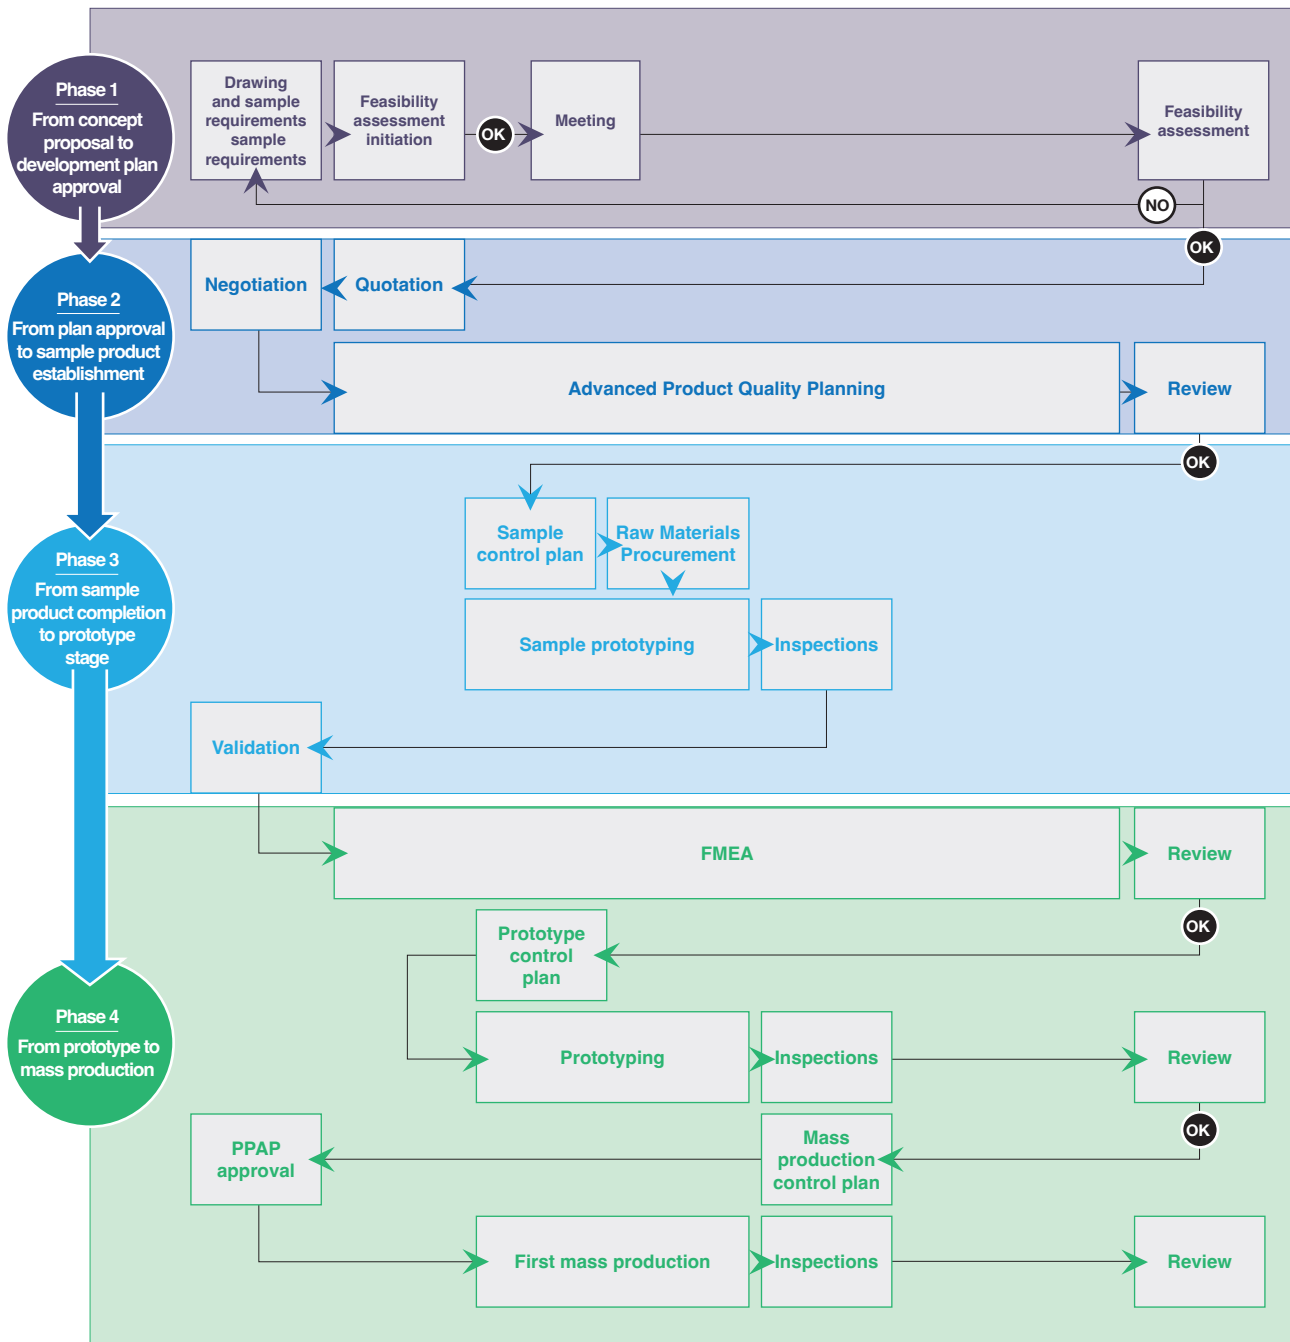 Phase 1
From concept
proposal to
development plan
approval
Drawing
and sample
requirements
sample
requirements
Feasibility
assessment
initiation
OK
Meeting
Feasibility
assessment
NO
OK
Phase 2
From plan approval
to sample product
establishment
Negotiation
Quotation
Advanced Product Quality Planning
Review
OK
Phase 3
From sample
product completion
to prototype
stage
Sample
control plan
Raw Materials
Procurement
Sample prototyping
Inspections
Validation
Phase 4
From prototype to
mass production
FMEA
Review
OK
Prototype
control
plan
Prototyping
Inspections
Review
OK
Mass
production
control plan
PPAP
approval
First mass production
Inspections
Review